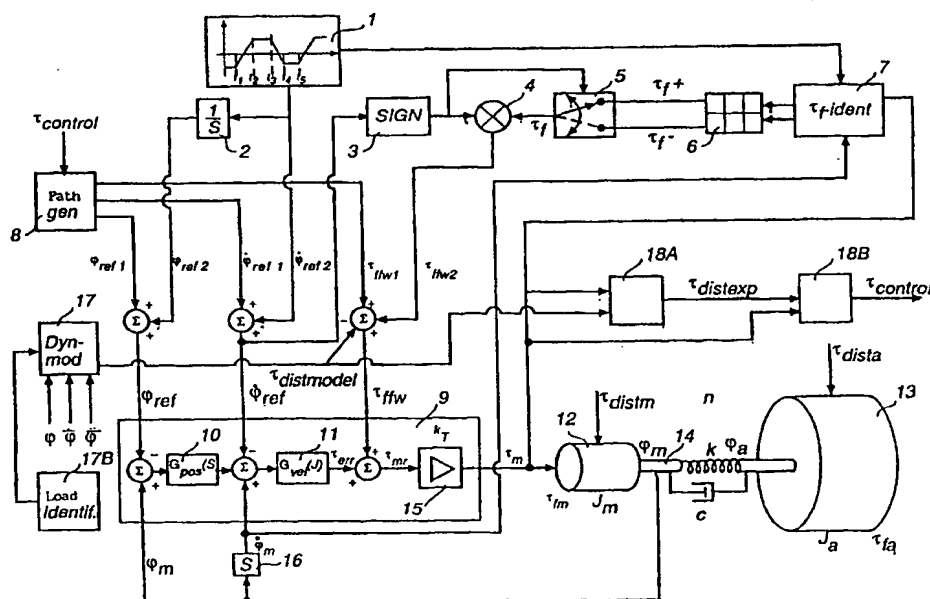 1
t1 t2 t3 t4 t5
1
S
2
SIGN
3
4
τf
5
τf+
τf-
6
7
τf-ident
τcontrol
Path
gen
8
φref 1
φref 2
φ̇ref 1
φ̇ref 2
τffw1
τffw2
Σ
+
+
Σ
+
+
Σ
-
+
+
18A
τdistexp
18B
τcontrol
17
Dyn-
mod
τdistmodel
φ
φ̇
φ̈
φref
φ̇ref
τffw
9
17B
Load
Identif.
Σ
-
+
10
Gpos(S)
Σ
-
+
+
11
Gvel(J)
τerr
Σ
+
+
τmr
kT
15
τm
τdistm
n
τdista
12
τfm
Jm
φm
14
k
φa
c
13
Ja
τfa
φm
φ̇m
S
16